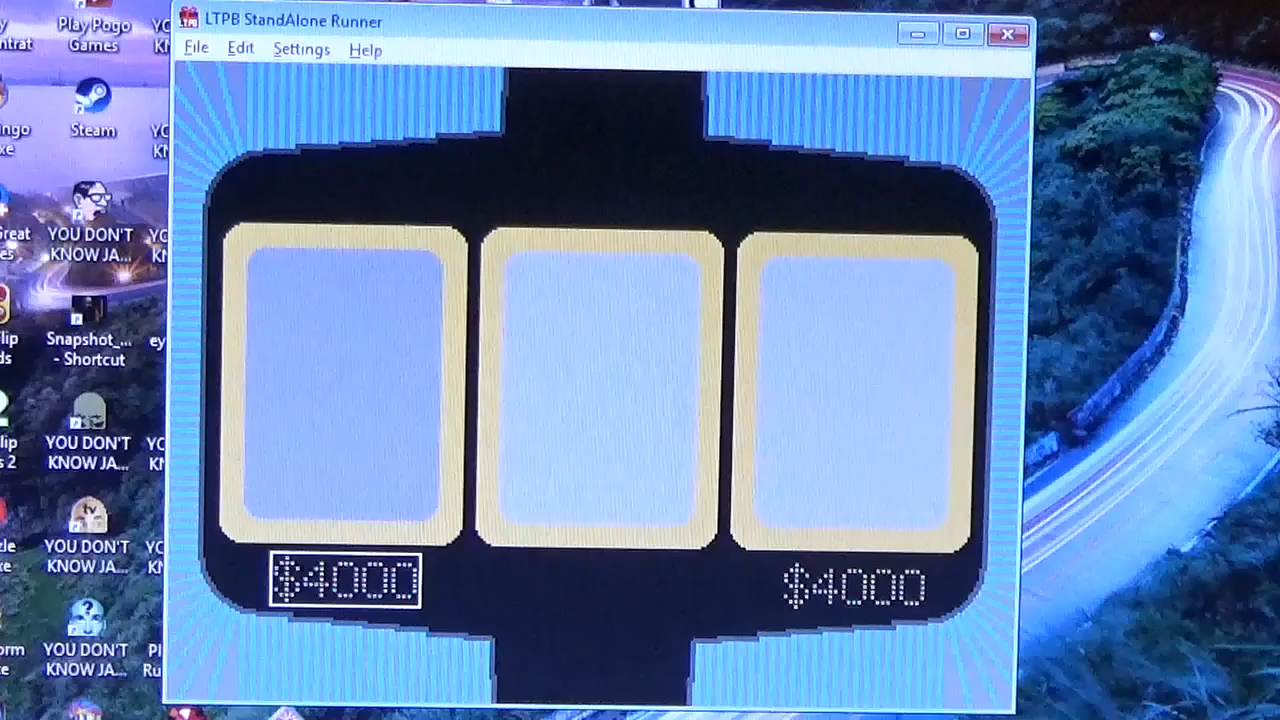 LTPB StandAlone Runner
File Edit Settings Help
$4000
$4000
Play Pogo
Games
Steam
YOU DON'T
KNOW JA...
Snapshot_...
- Shortcut
YOU DON'T
KNOW JA...
YOU DON'T
KNOW JA...
tv
YOU DON'T
KNOW JA...
?